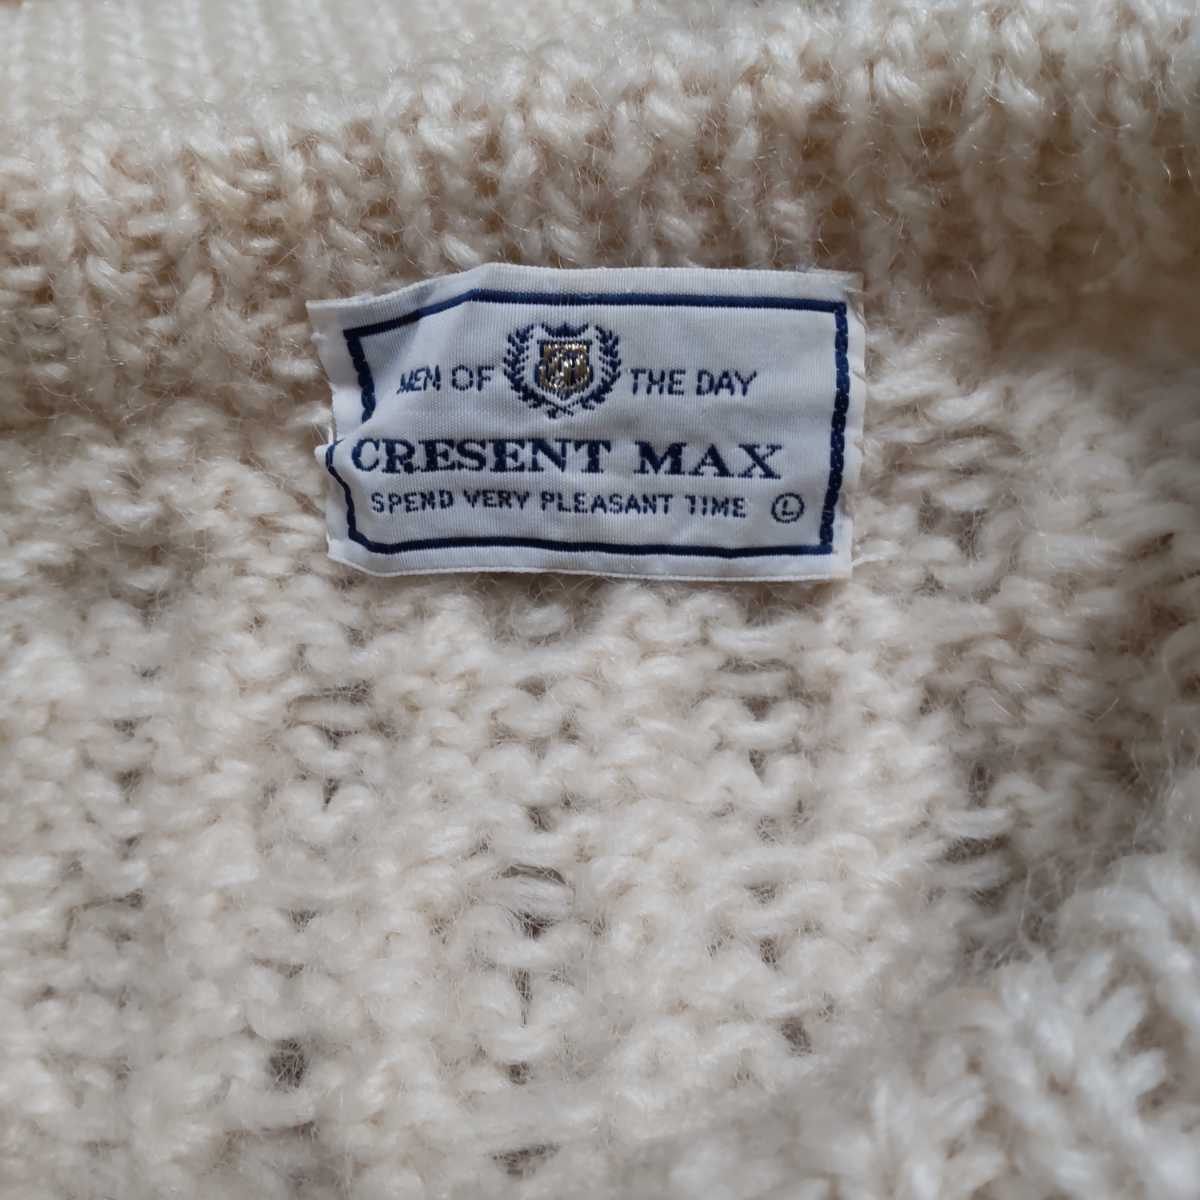 MEN OF THE DAY
CRESENT MAX
SPEND VERY PLEASANT TIME L